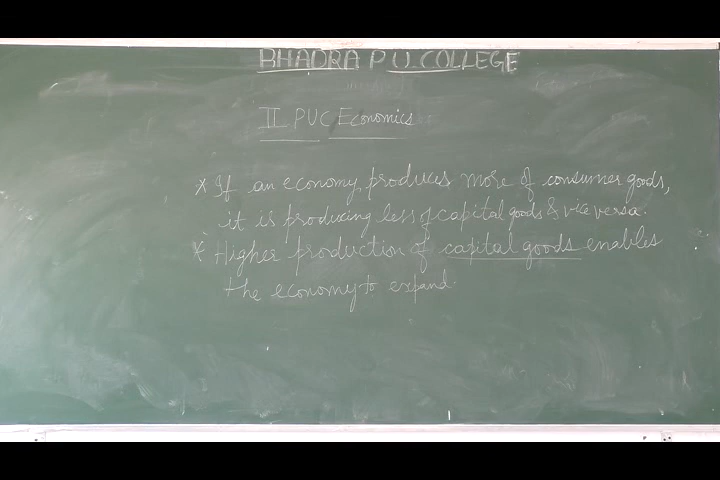 BHADRA P U COLLEGE
II PUC Economics
* If an economy, produces more of consumer goods,
it is producing less of capital goods & vice versa.
* Higher production of capital goods enables
the economy to expand.